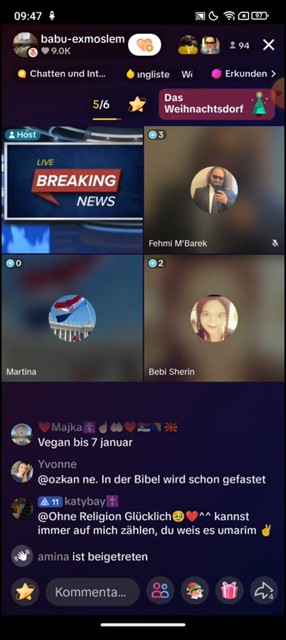 09:47
97
babu-exmoslem
9.0K
94
Chatten und Int...
ngliste
Wi
Erkunden
5/6
Das
Weihnachtsdorf
Host
LIVE
BREAKING
NEWS
3
Fehmi M'Barek
0
Martina
2
Bebi Sherin
Majka
Vegan bis 7 januar
Yvonne
@ozkan ne. In der Bibel wird schon gefastet
11 katybay
@Ohne Religion Glücklich🥹❤️^^ kannst
immer auf mich zählen, du weis es umarim ✌️
amina ist beigetreten
Kommenta...
4